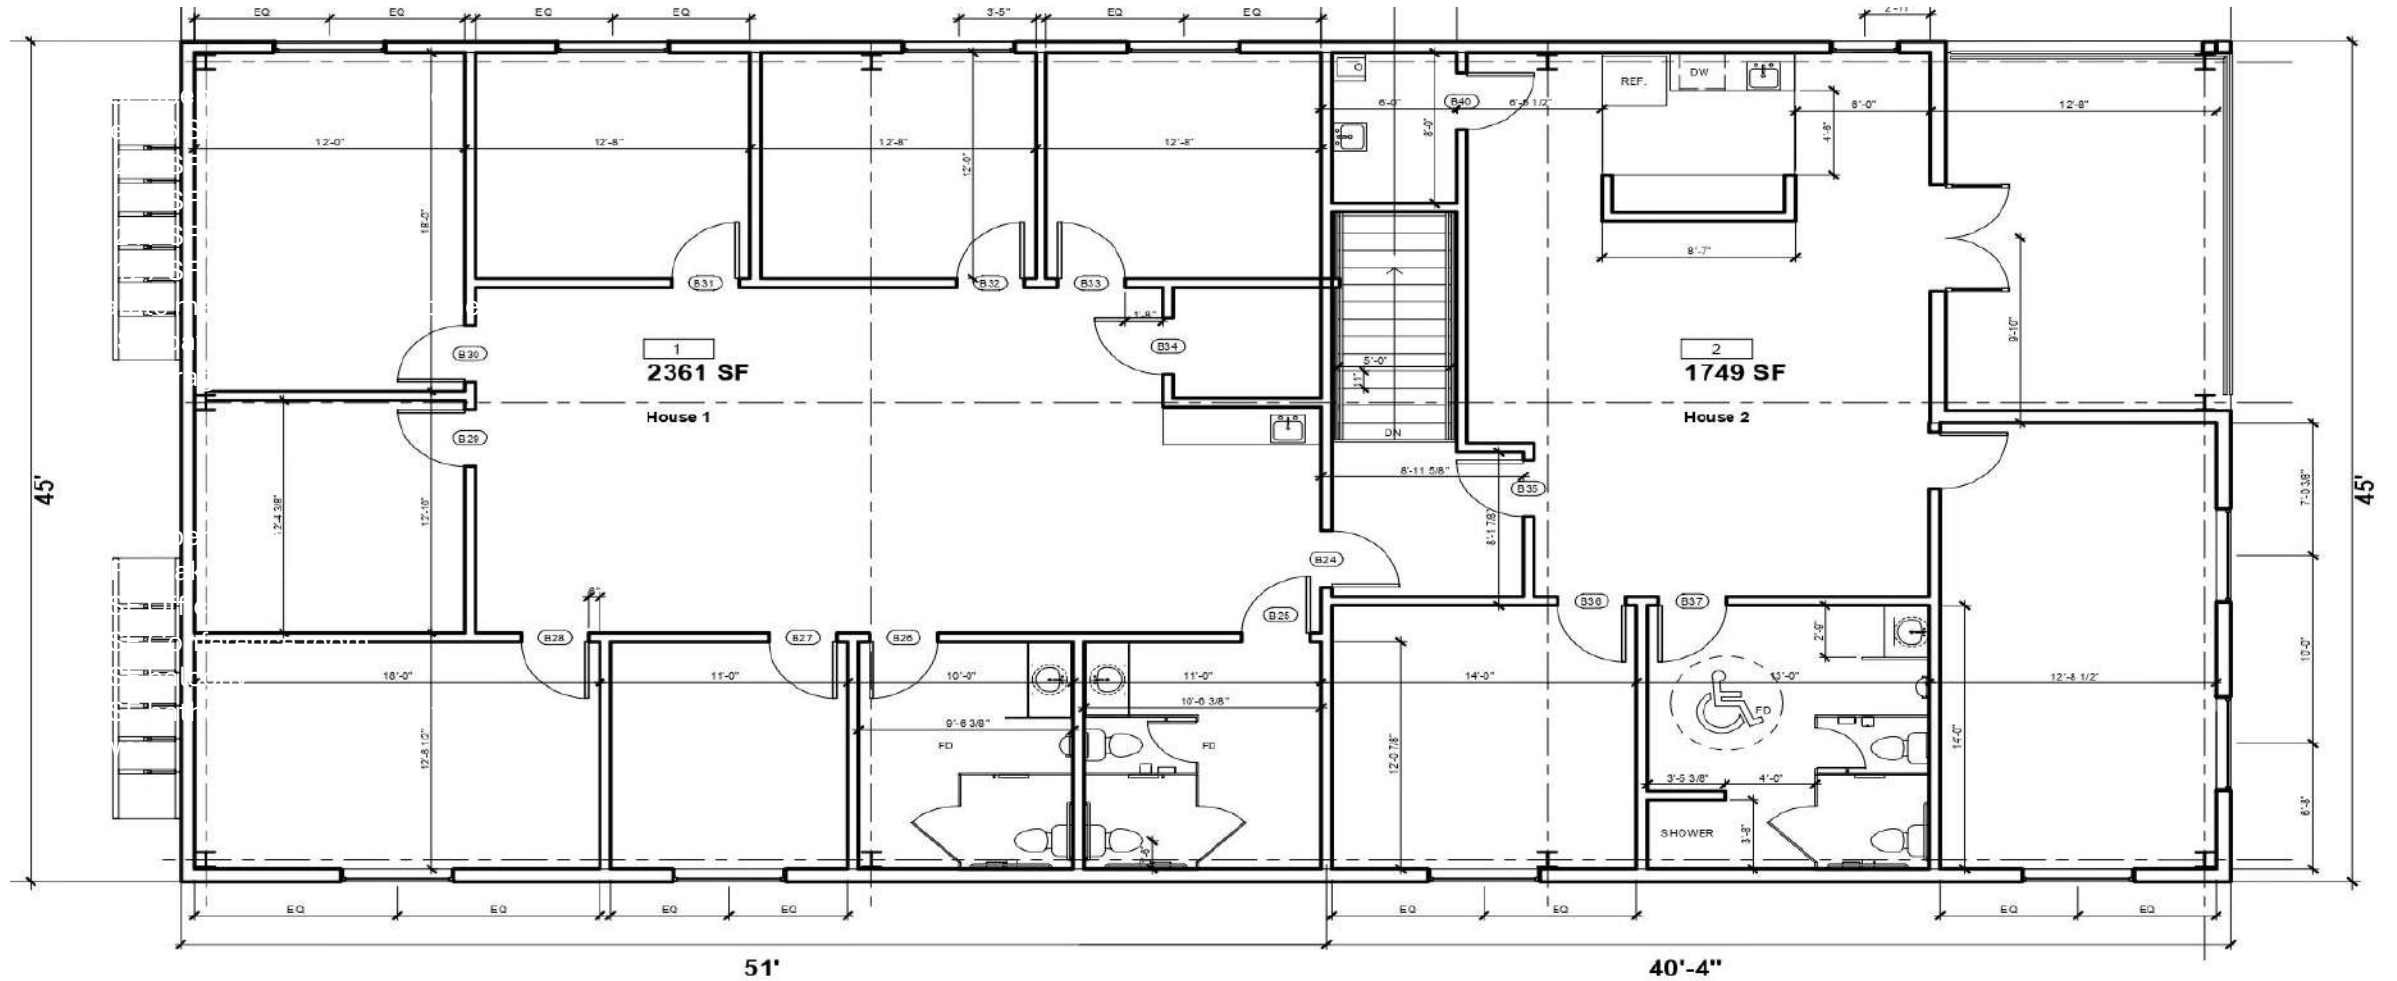 EQ EQ EQ EQ 3'-5" EQ EQ 2'-11"
REF. DW
6'-0" B40 6'-5 1/2" 6'-0" 12'-8"
12'-0" 12'-8" 12'-8" 12'-8" 8'-0" 4'-8"
12'-0"
18'-0"
8'-7"
B31 B32 B33
1'-8"
9'-10"
B30 1 B34 2
2361 SF 5'-0" 1749 SF
11"
House 1 House 2
B29 DN
8'-11 5/8"
B35
45' 12'-4 3/8" 12'-10" 8'-1 7/8" 7'-0 3/8" 45'
B24
6" B36 B37
B25
B28 B27 B26 2'-9" 10'-0"
18'-0" 11'-0" 10'-0" 11'-0" 14'-0" 13'-0" 12'-8 1/2"
10'-6 3/8"
9'-6 3/8" FD
FD FD
12'-8 1/2" 12'-0 7/8" 14'-0"
3'-5 3/8" 4'-0"
6'-8"
SHOWER 3'-8"
EQ EQ EQ EQ EQ EQ EQ EQ
51' 40'-4"